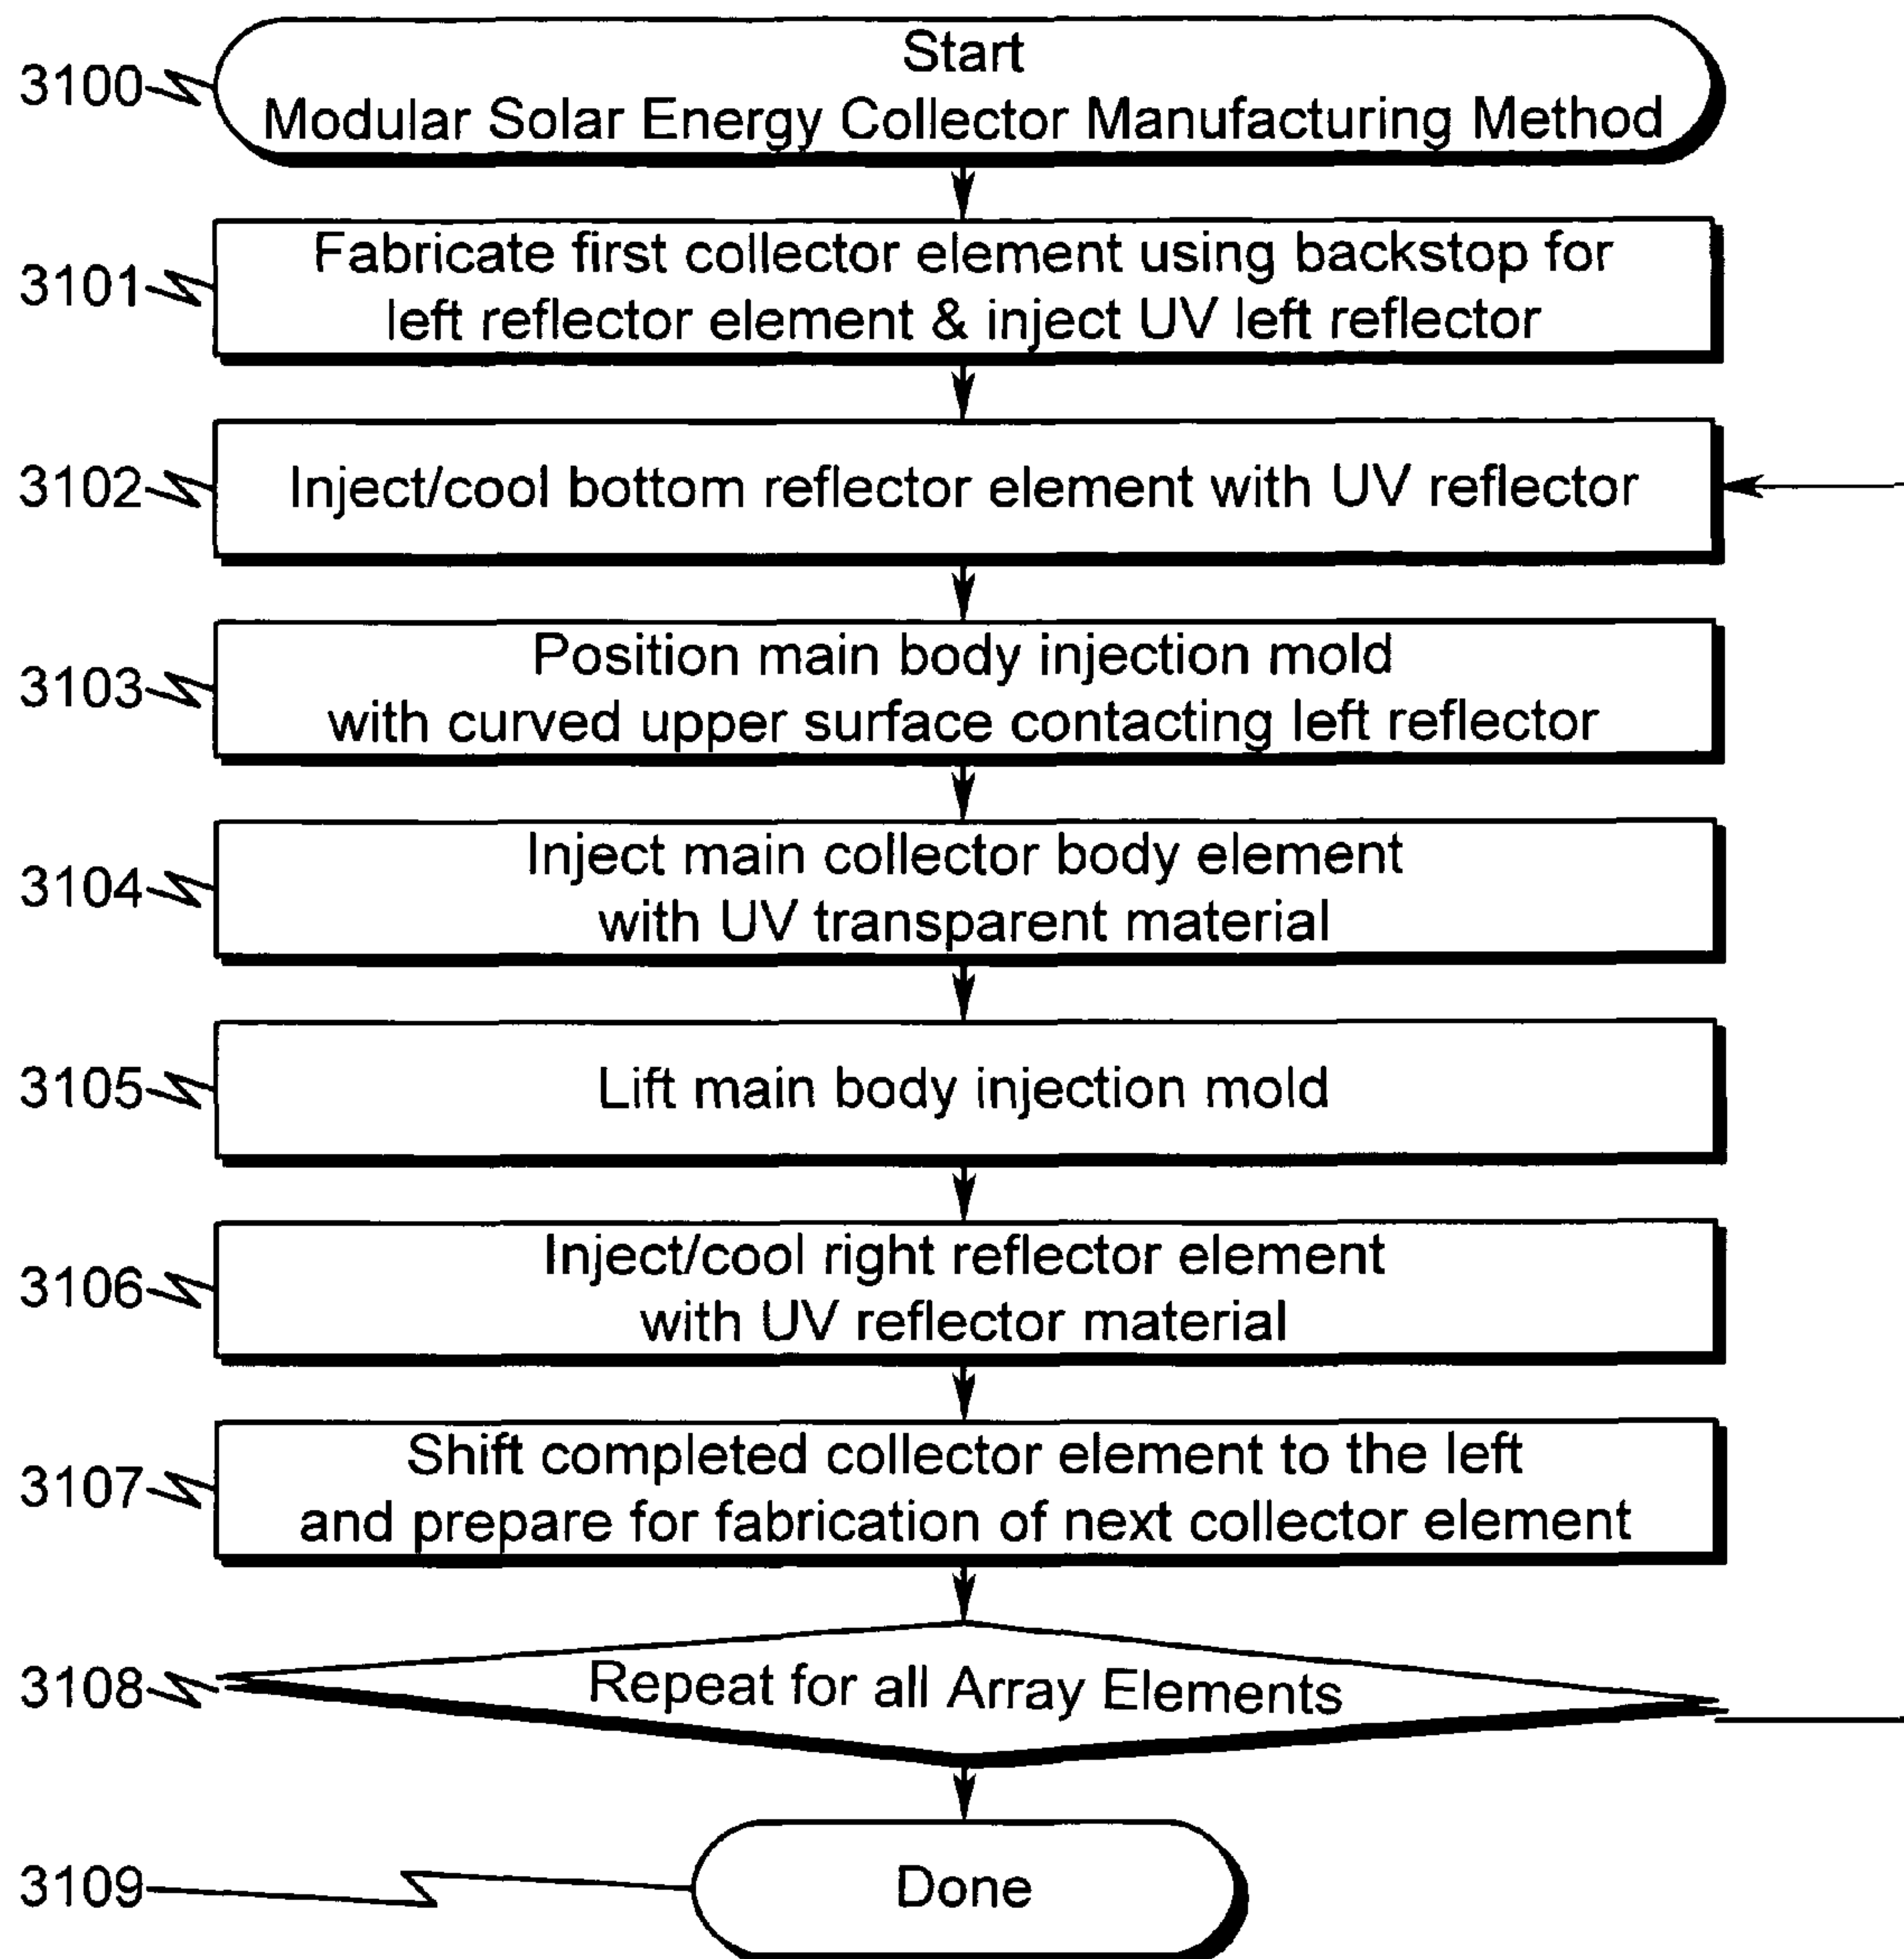 3100
Start
Modular Solar Energy Collector Manufacturing Method
3101
Fabricate first collector element using backstop for
left reflector element & inject UV left reflector
3102
Inject/cool bottom reflector element with UV reflector
3103
Position main body injection mold
with curved upper surface contacting left reflector
3104
Inject main collector body element
with UV transparent material
3105
Lift main body injection mold
3106
Inject/cool right reflector element
with UV reflector material
3107
Shift completed collector element to the left
and prepare for fabrication of next collector element
3108
Repeat for all Array Elements
3109
Done